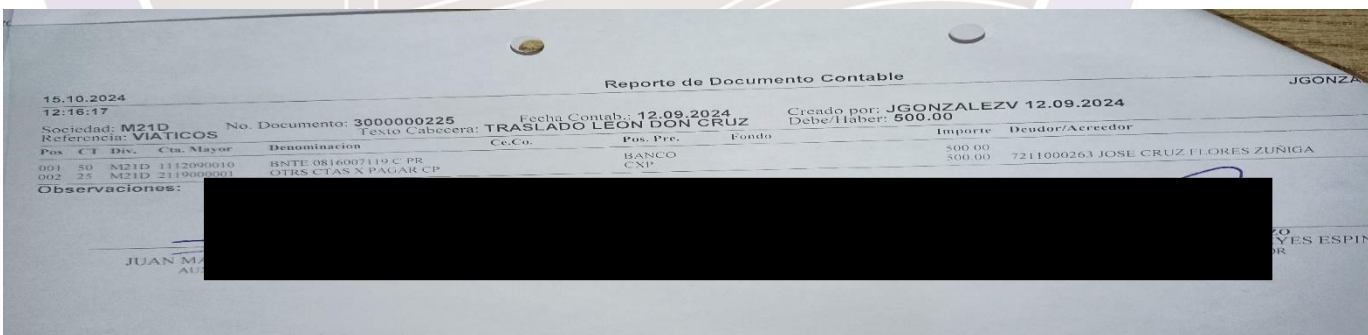 Reporte de Documento Contable
15.10.2024 JGONZA
12:16:17
Sociedad: M21D No. Documento: 3000000225 Fecha Contab.: 12.09.2024 Creado por: JGONZALEZV 12.09.2024
Referencia: VIATICOS Texto Cabecera: TRASLADO LEON DON CRUZ Debe/Haber: 500.00
Pos CT Div. Cta. Mayor Denominacion Ce.Co. Pos. Pre. Fondo Importe Deudor/Acreedor
001 50 M21D 1112090010 BNTE 0816007119 C PR BANCO 500.00
002 25 M21D 2119000001 OTRS CTAS X PAGAR CP CXP 500.00 7211000263 JOSE CRUZ FLORES ZUÑIGA
Observaciones:
ZO
JUAN MA YES ESPIN
AU OR